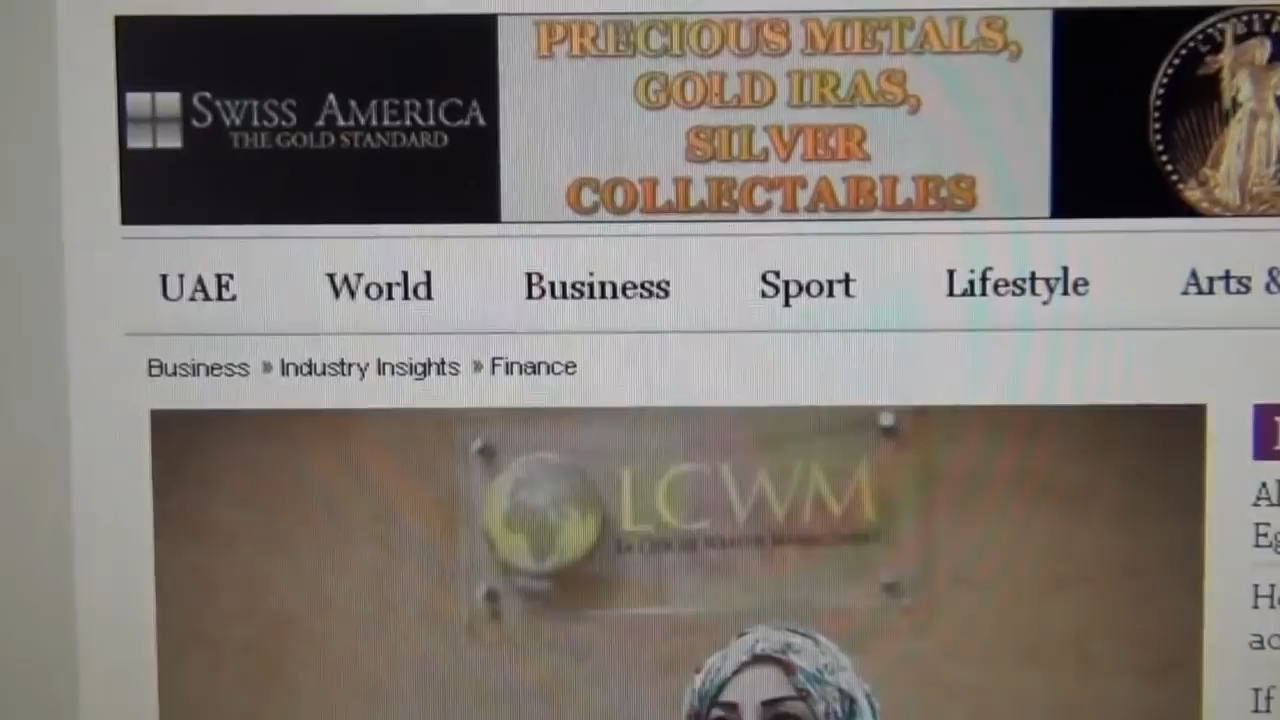 SWISS AMERICA
THE GOLD STANDARD
PRECIOUS METALS,
GOLD IRAS,
SILVER
COLLECTABLES
UAE World Business Sport Lifestyle Arts &
Business » Industry Insights » Finance
LCWM
If